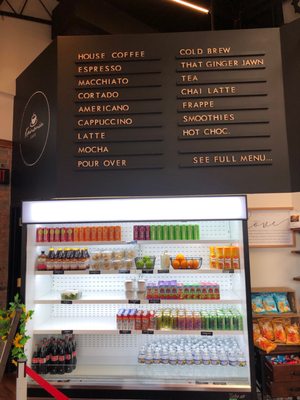 HOUSE COFFEE
ESPRESSO
MACCHIATO
CORTADO
AMERICANO
CAPPUCCINO
LATTE
MOCHA
POUR OVER
COLD BREW
THAT GINGER JAWN
TEA
CHAI LATTE
FRAPPE
SMOOTHIES
HOT CHOC.
SEE FULL MENU...
Love